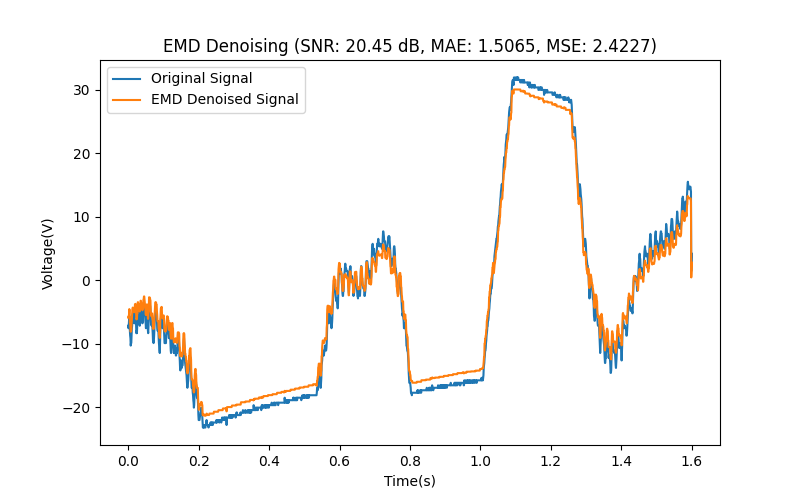 EMD Denoising (SNR: 20.45 dB, MAE: 1.5065, MSE: 2.4227)
Original Signal
EMD Denoised Signal
30
20
10
0
−10
−20
Voltage(V)
0.0 0.2 0.4 0.6 0.8 1.0 1.2 1.4 1.6
Time(s)